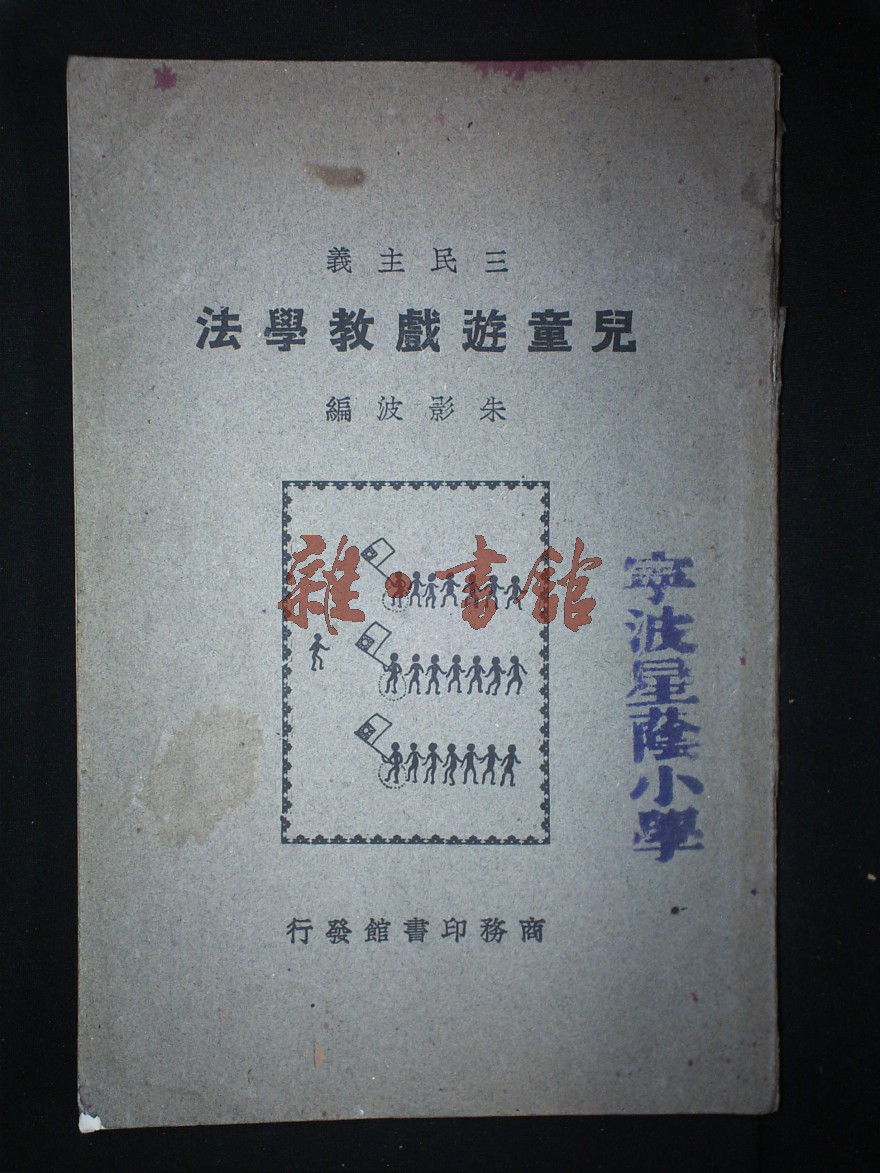 三民主義
兒童遊戲教學法
朱影波編
雜·書館
寧波星蔭小學
商務印書館發行